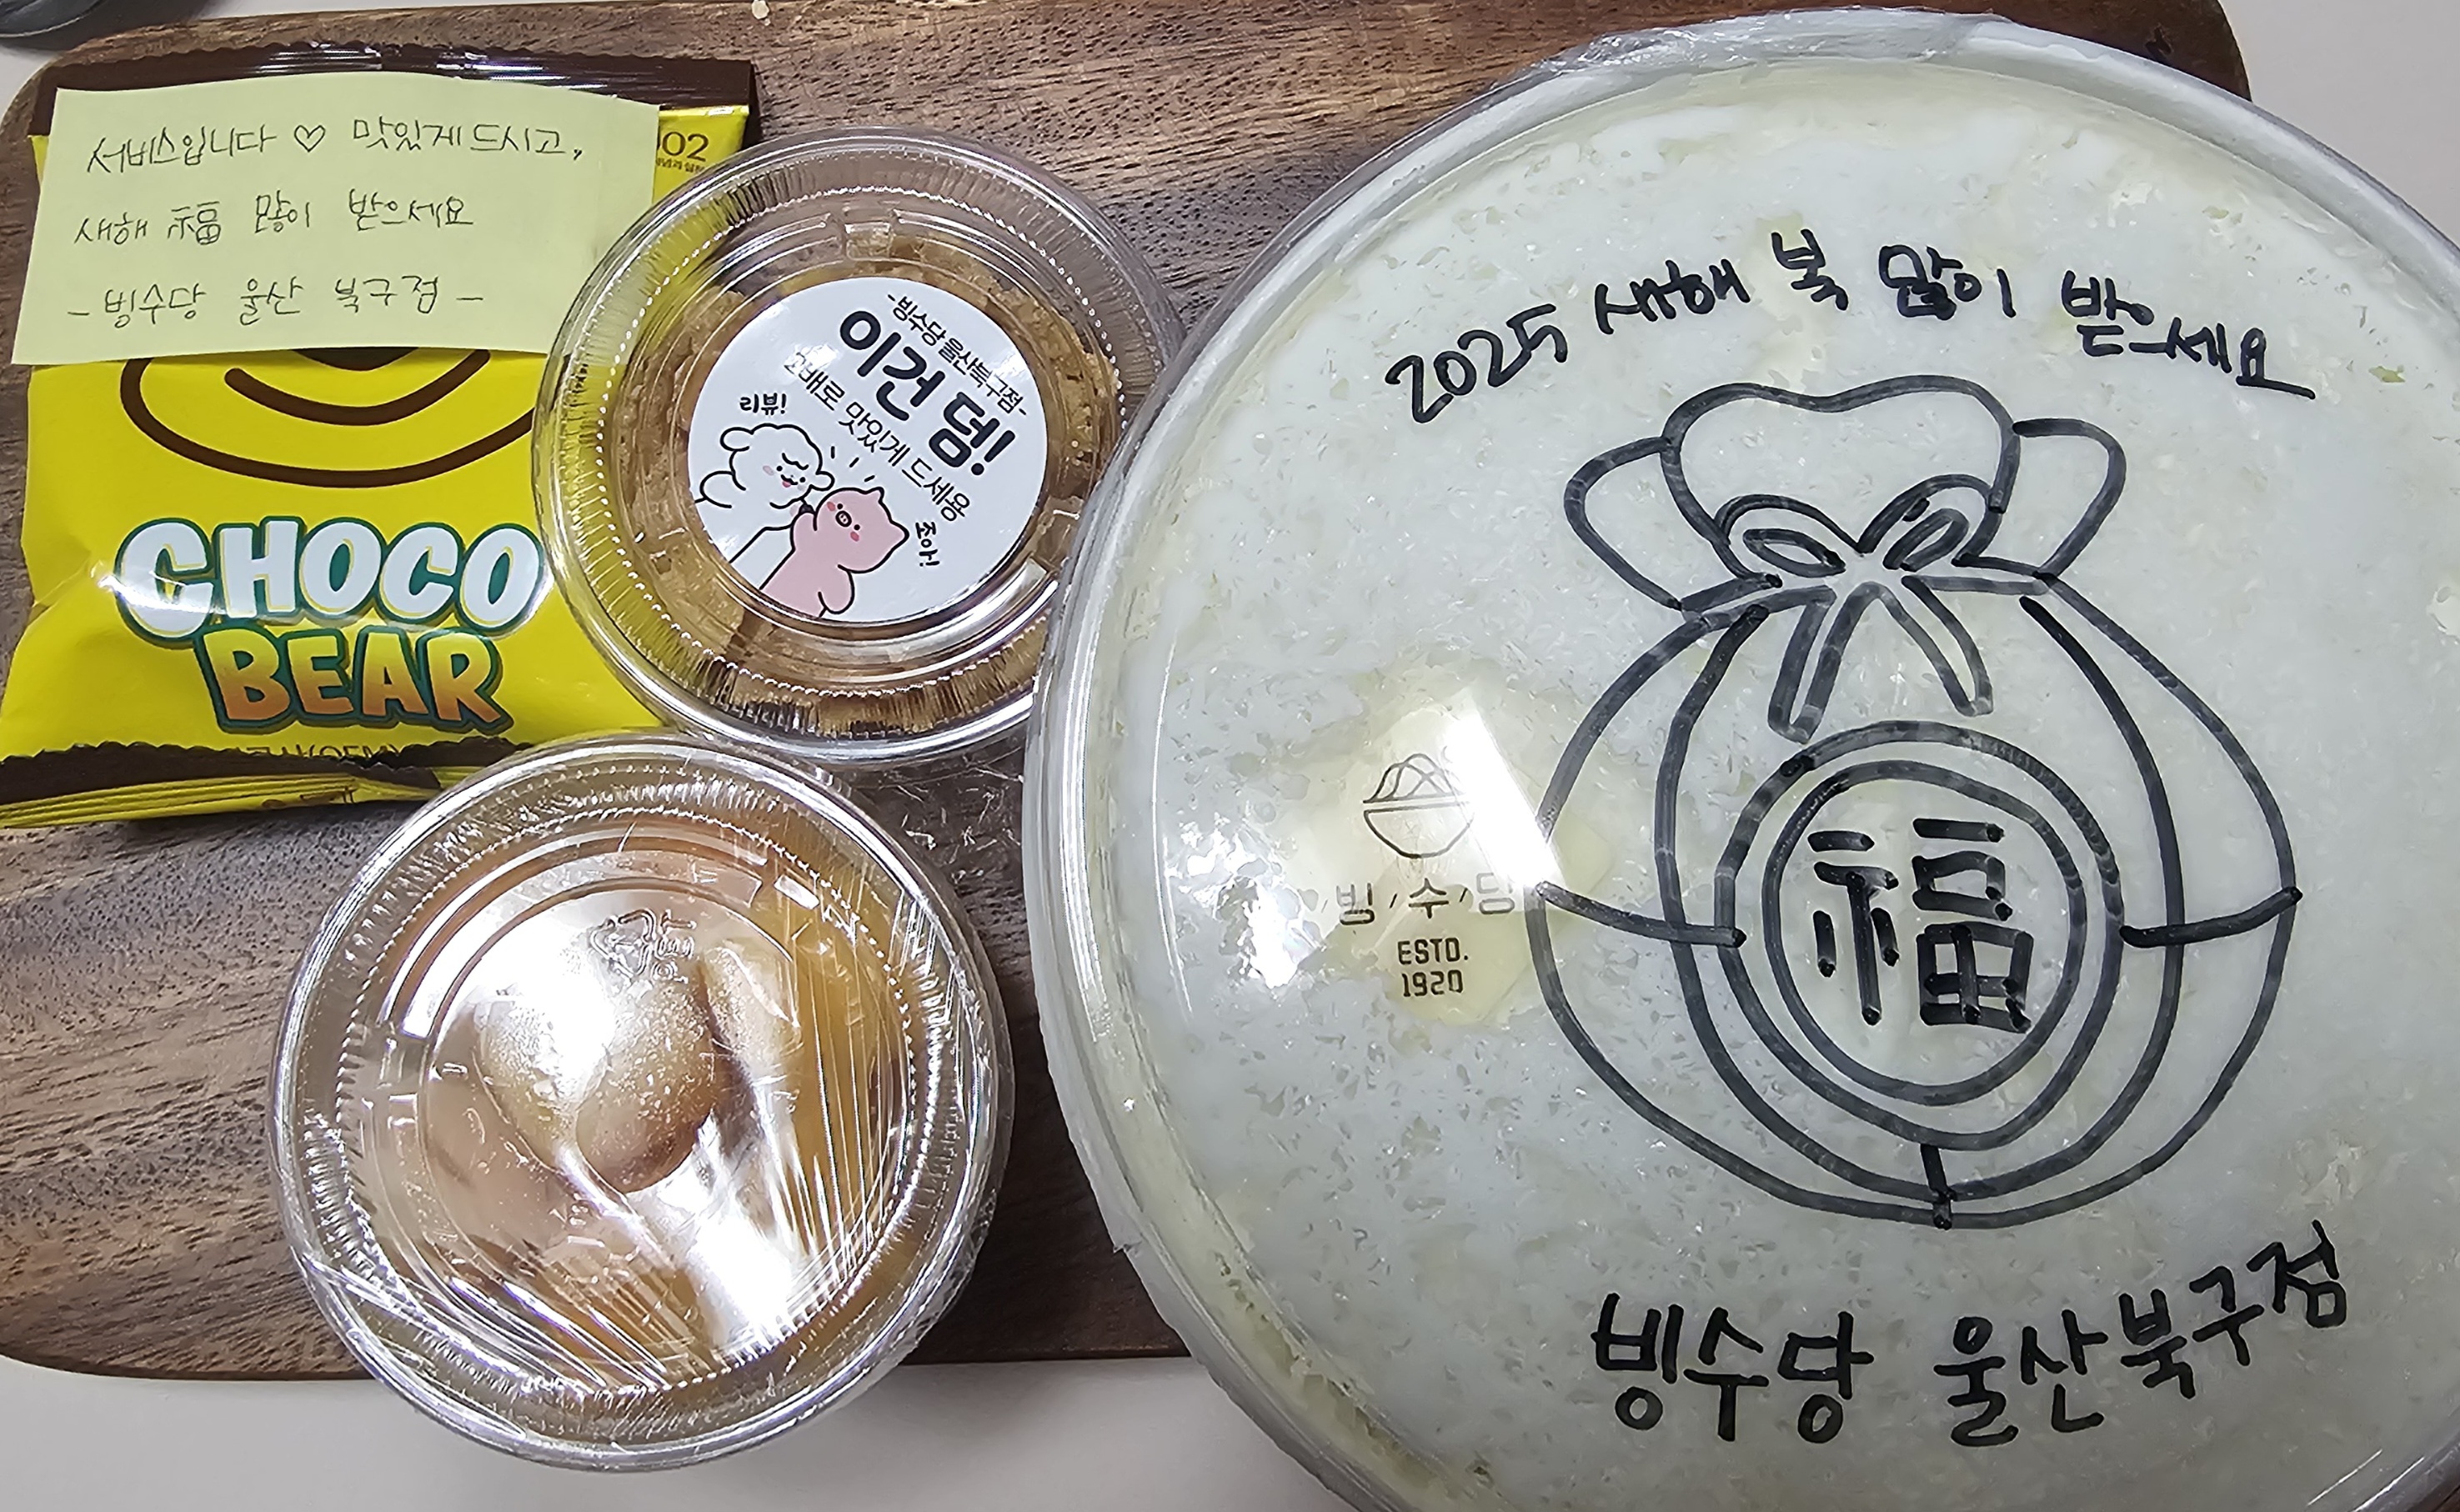 서비스입니다 ♡ 맛있게 드시고,
새해 福 많이 받으세요
-빙수당 울산 북구점-
02
CHOCO
BEAR
-빙수당 울산북구점-
이건 덤!
고배로 맛있게 드세용
리뷰!
조아!
2025 새해 복 많이 받으세요
福
빙수당
ESTD.
1920
빙수당 울산북구점